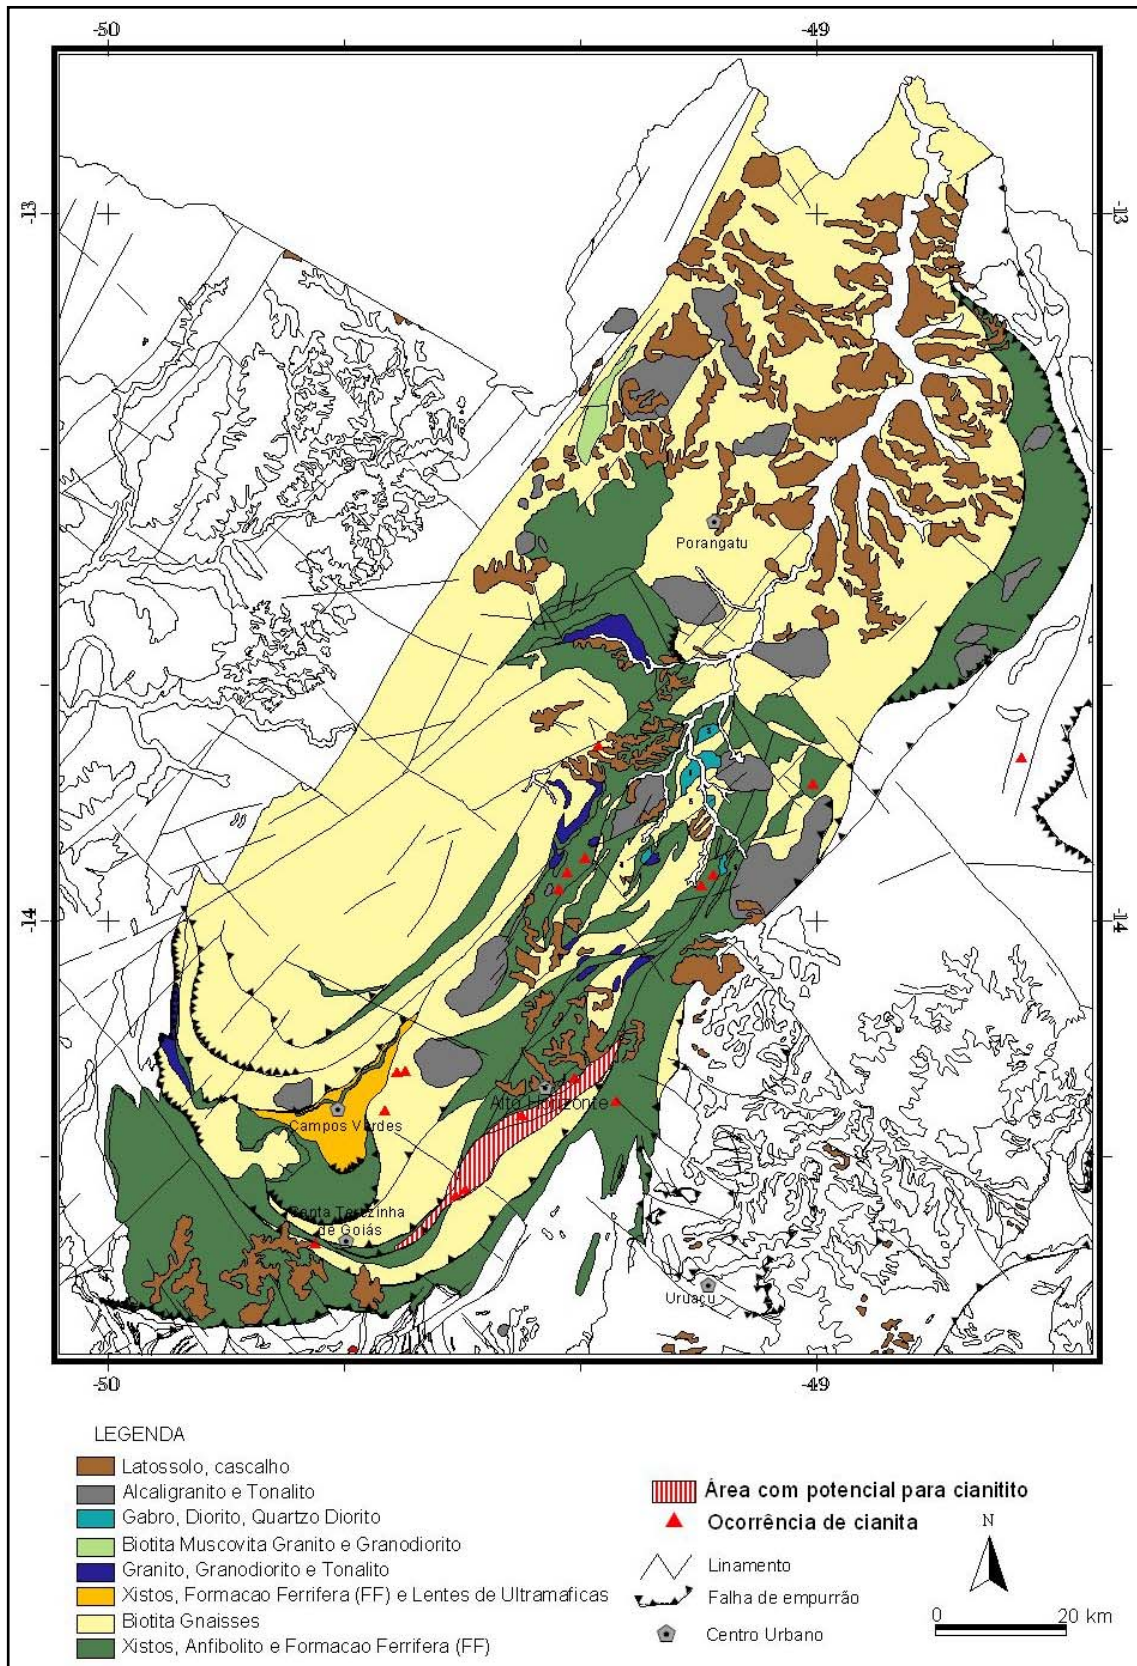 -50 -49
-13 -13
Porangatu
-14 -14
Alto Horizonte
Campos Verdes
Santa Terezinha
de Goiás
Uruaçu
-50 -49
LEGENDA
Latossolo, cascalho
Alcaligranito e Tonalito
Gabro, Diorito, Quartzo Diorito
Biotita Muscovita Granito e Granodiorito
Granito, Granodiorito e Tonalito
Xistos, Formacao Ferrifera (FF) e Lentes de Ultramaficas
Biotita Gnaisses
Xistos, Anfibolito e Formacao Ferrifera (FF)
Área com potencial para cianitito
Ocorrência de cianita
Linamento
Falha de empurrão
Centro Urbano
N
0 20 km